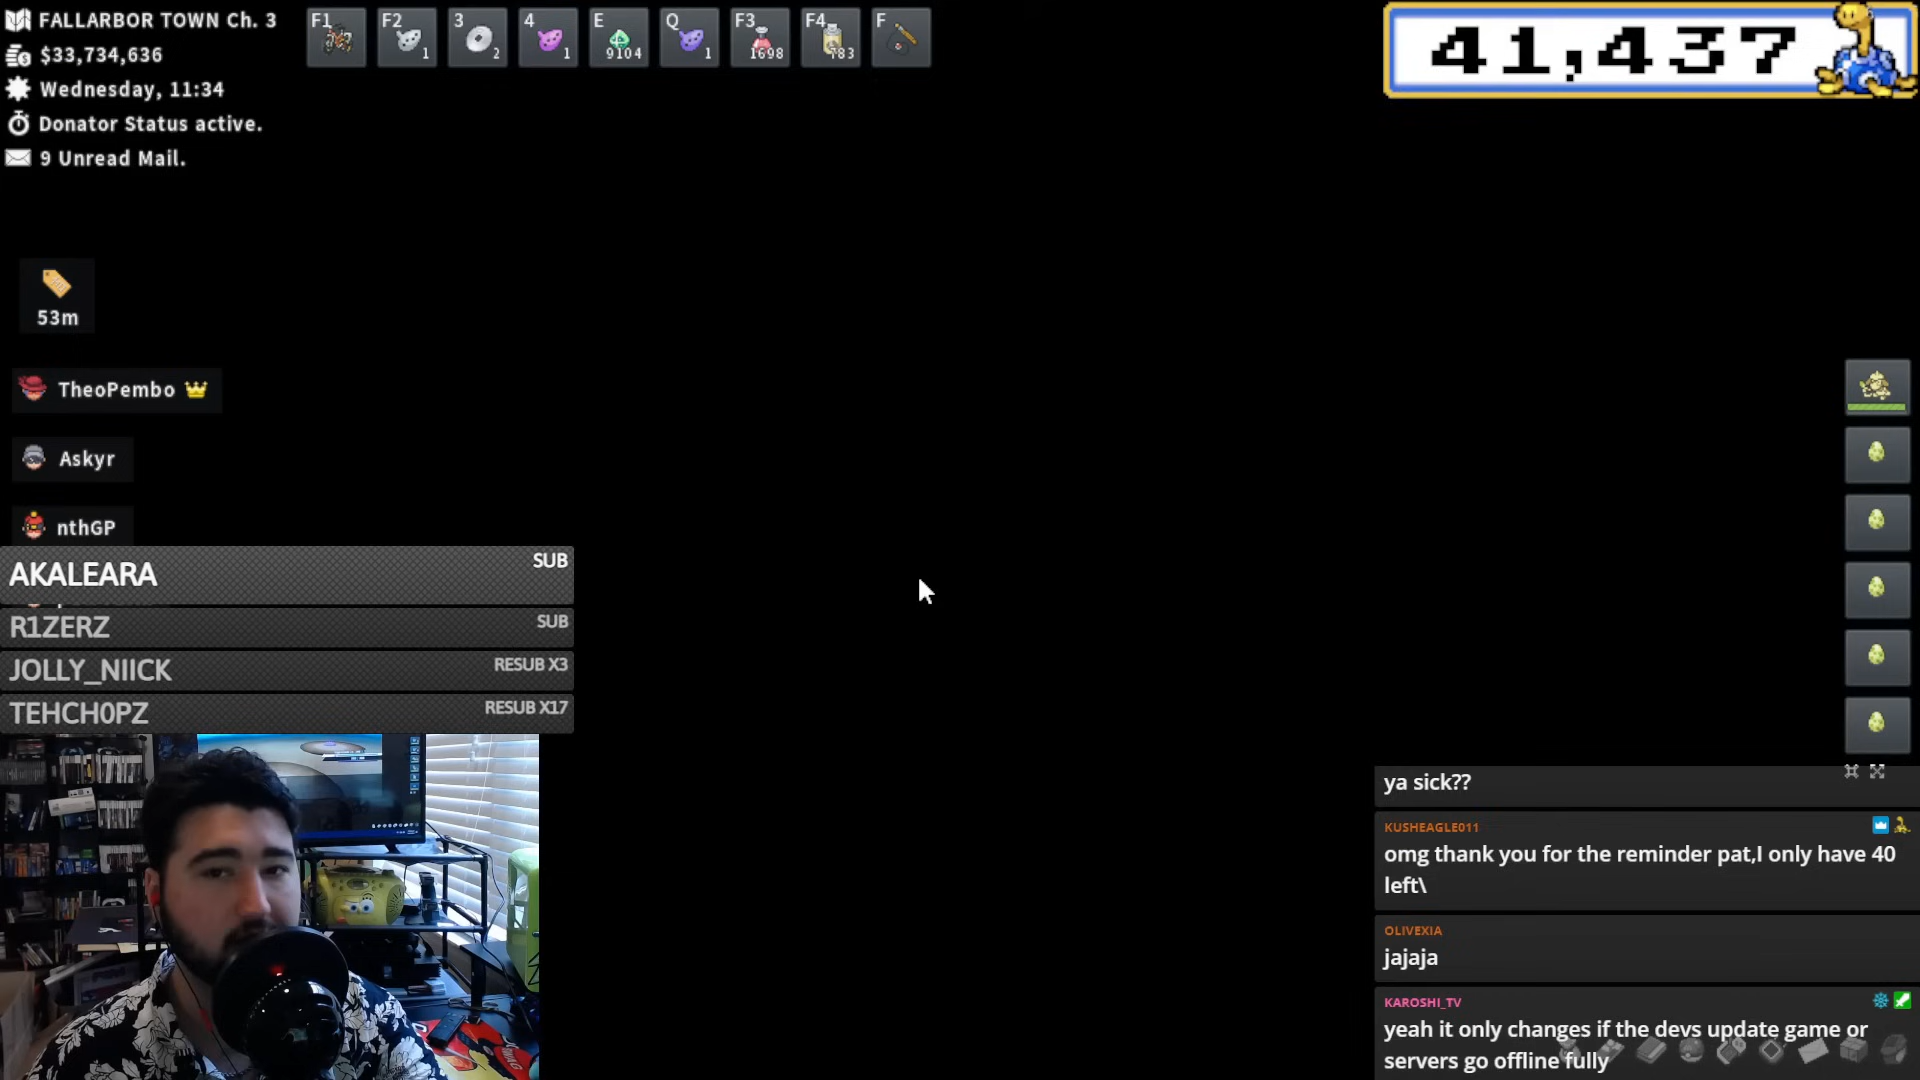 FALLARBOR TOWN Ch. 3
$33,734,636
Wednesday, 11:34
Donator Status active.
9 Unread Mail.
F1
F2
1
3
2
4
1
E
9104
Q
1
F3
1698
F4
783
F
41,437
53m
TheoPembo
Askyr
nthGP
AKALEARA SUB
R1ZERZ SUB
JOLLY_NIICK RESUB X3
TEHCH0PZ RESUB X17
ya sick??
KUSHEAGLE011
omg thank you for the reminder pat,I only have 40
left\
OLIVEXIA
jajaja
KAROSHI_TV
yeah it only changes if the devs update game or
servers go offline fully